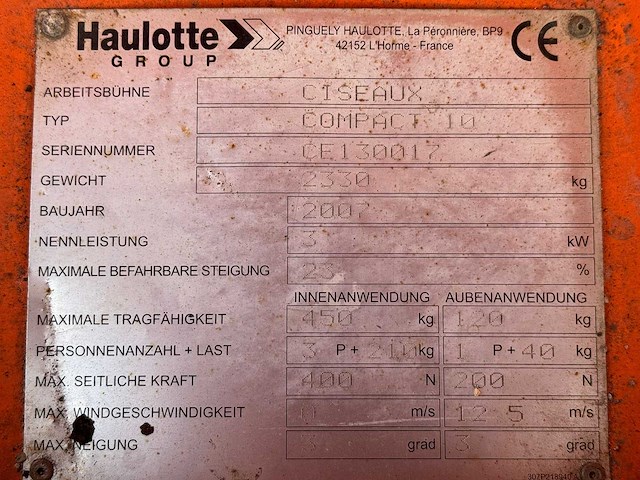 Haulotte
GROUP
PINGUELY HAULOTTE, La Péronnière, BP9
42152 L'Horme - France
CE
ARBEITSBÜHNE CISEAUX
TYP COMPACT 10
SERIENNUMMER CE130017
GEWICHT 2330 kg
BAUJAHR 2007
NENNLEISTUNG 3 kW
MAXIMALE BEFAHRBARE STEIGUNG 23 %
INNENANWENDUNG AUBENANWENDUNG
MAXIMALE TRAGFÄHIGKEIT 450 kg 120 kg
PERSONNENANZAHL + LAST 3 P + 210 kg 1 P + 40 kg
MAX. SEITLICHE KRAFT 400 N 200 N
MAX. WINDGESCHWINDIGKEIT 0 m/s 12 5 m/s
MAX. NEIGUNG grad 3 grad